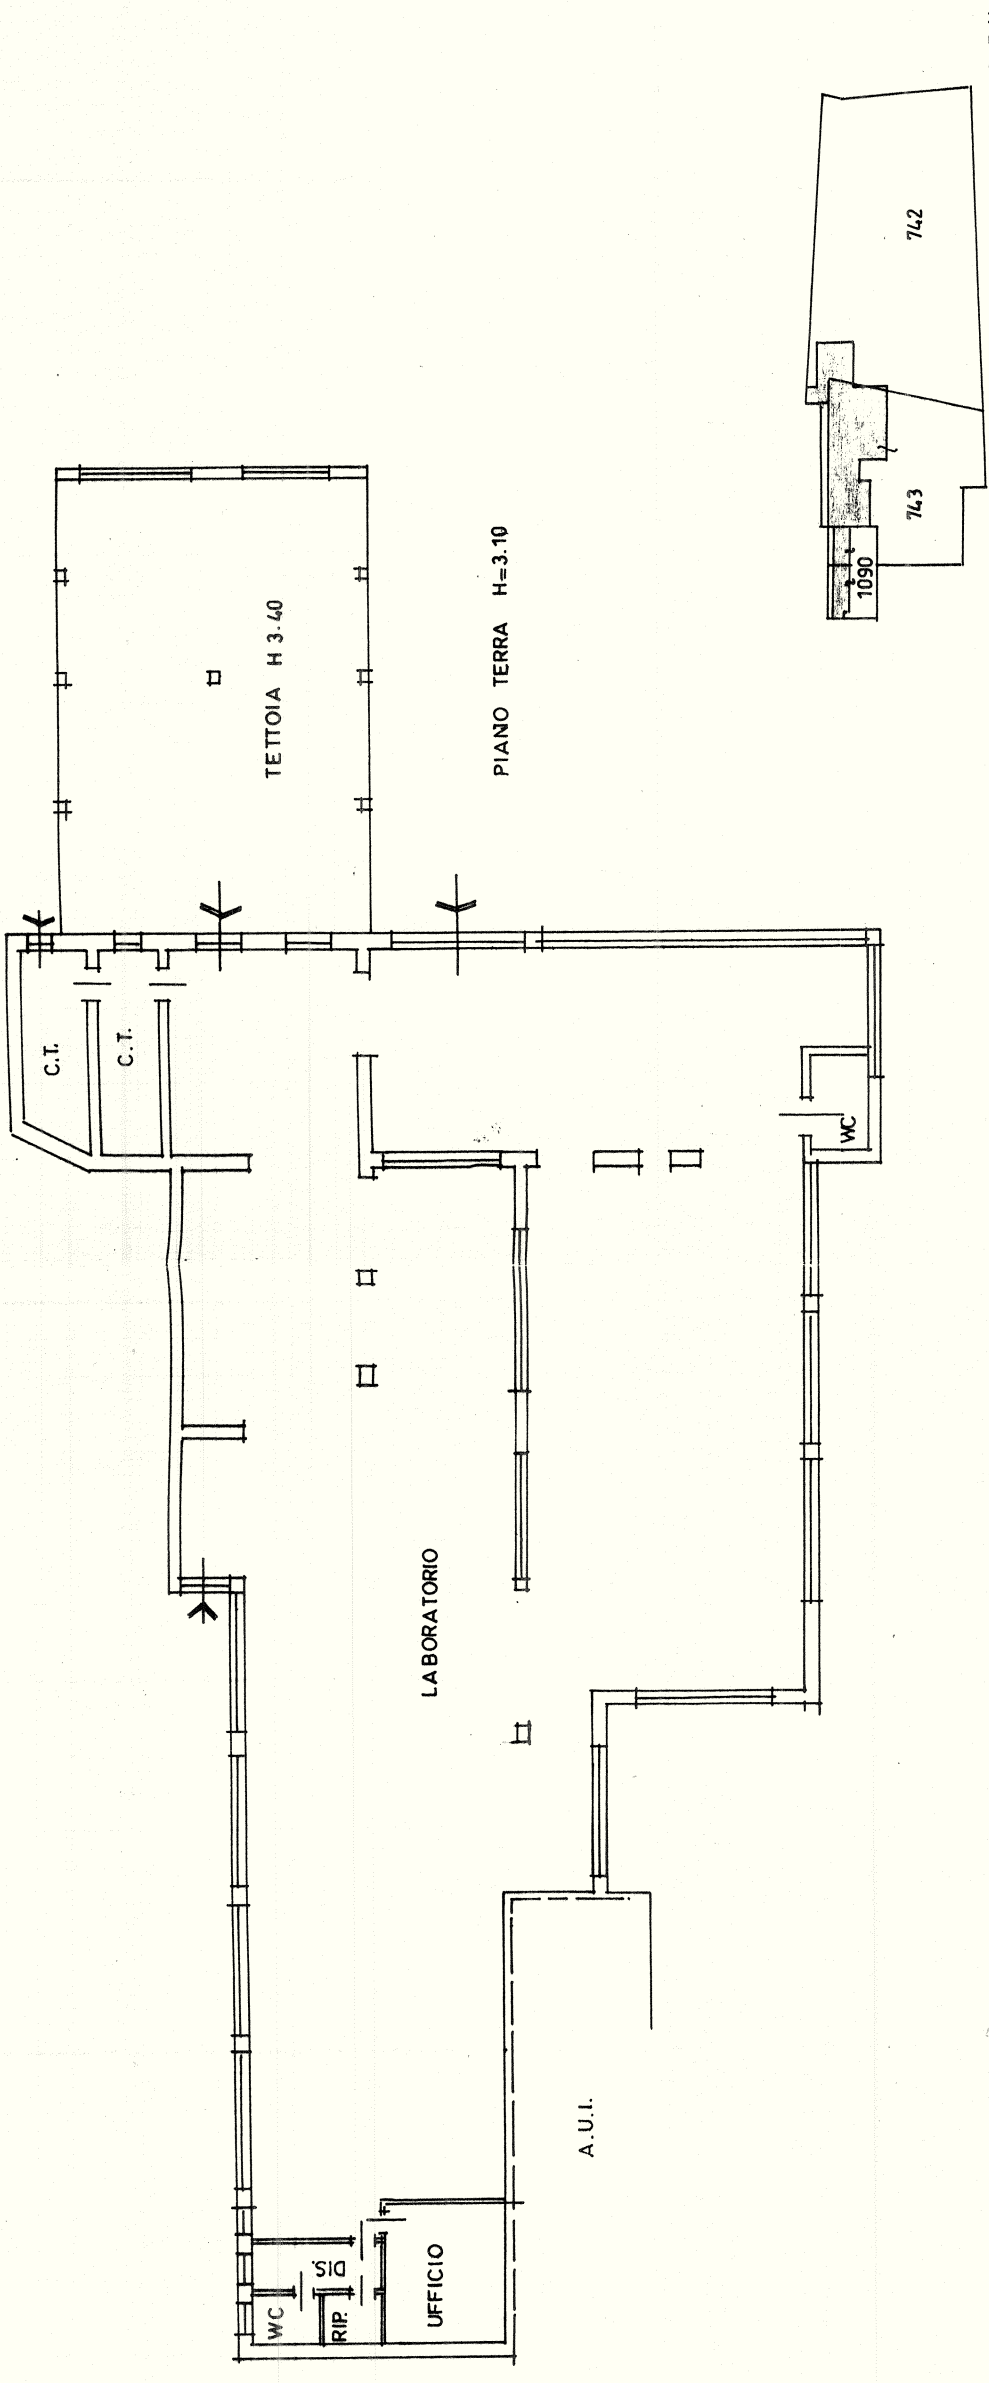 742
743
1090
TETTOIA H 3.40
PIANO TERRA H=3.10
C.T.
C.T.
WC
LABORATORIO
A.U.I.
DIS.
WC
RIP.
UFFICIO